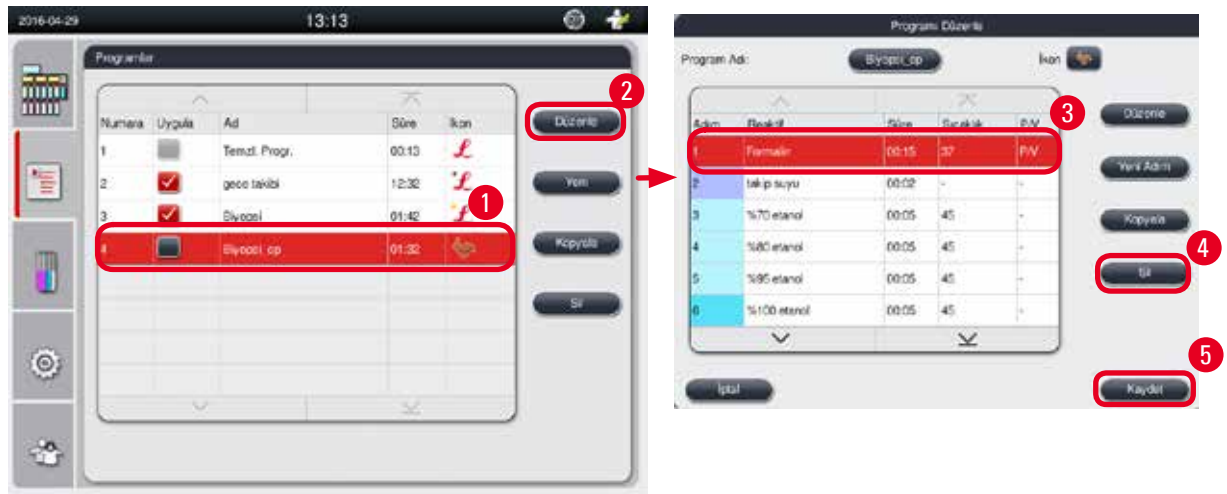 2016-04-29 13:13
Programlar
Numara Uygula Ad Süre Ikon
1 Temzl. Progr. 00:13
2 gece takibi 12:32
3 Biyopsi 01:42
4 Biyopsi_cp 01:32
Düzenle
Yeni
Kopyala
Sil
1
2
Programı Düzenle
Program Adı: Biyopsi_cp İkon
Adım Reaktif Süre Sıcaklık P/V
1 Formalin 00:15 37 P/V
2 takip suyu 00:02 - -
3 %70 etanol 00:05 45 -
4 %80 etanol 00:05 45 -
5 %95 etanol 00:05 45 -
6 %100 etanol 00:05 45 -
Düzenle
Yeni Adım
Kopyala
Sil
İptal
Kaydet
3
4
5